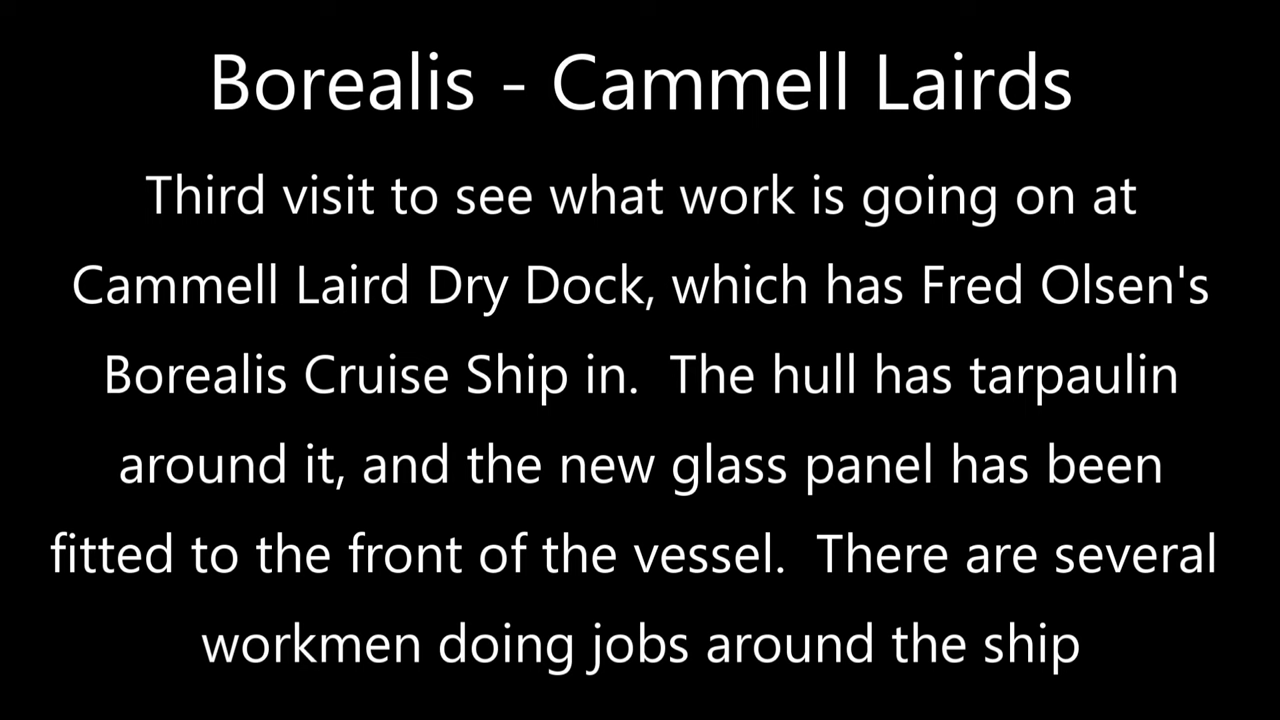 Borealis - Cammell Lairds
Third visit to see what work is going on at
Cammell Laird Dry Dock, which has Fred Olsen's
Borealis Cruise Ship in.  The hull has tarpaulin
around it, and the new glass panel has been
fitted to the front of the vessel.  There are several
workmen doing jobs around the ship